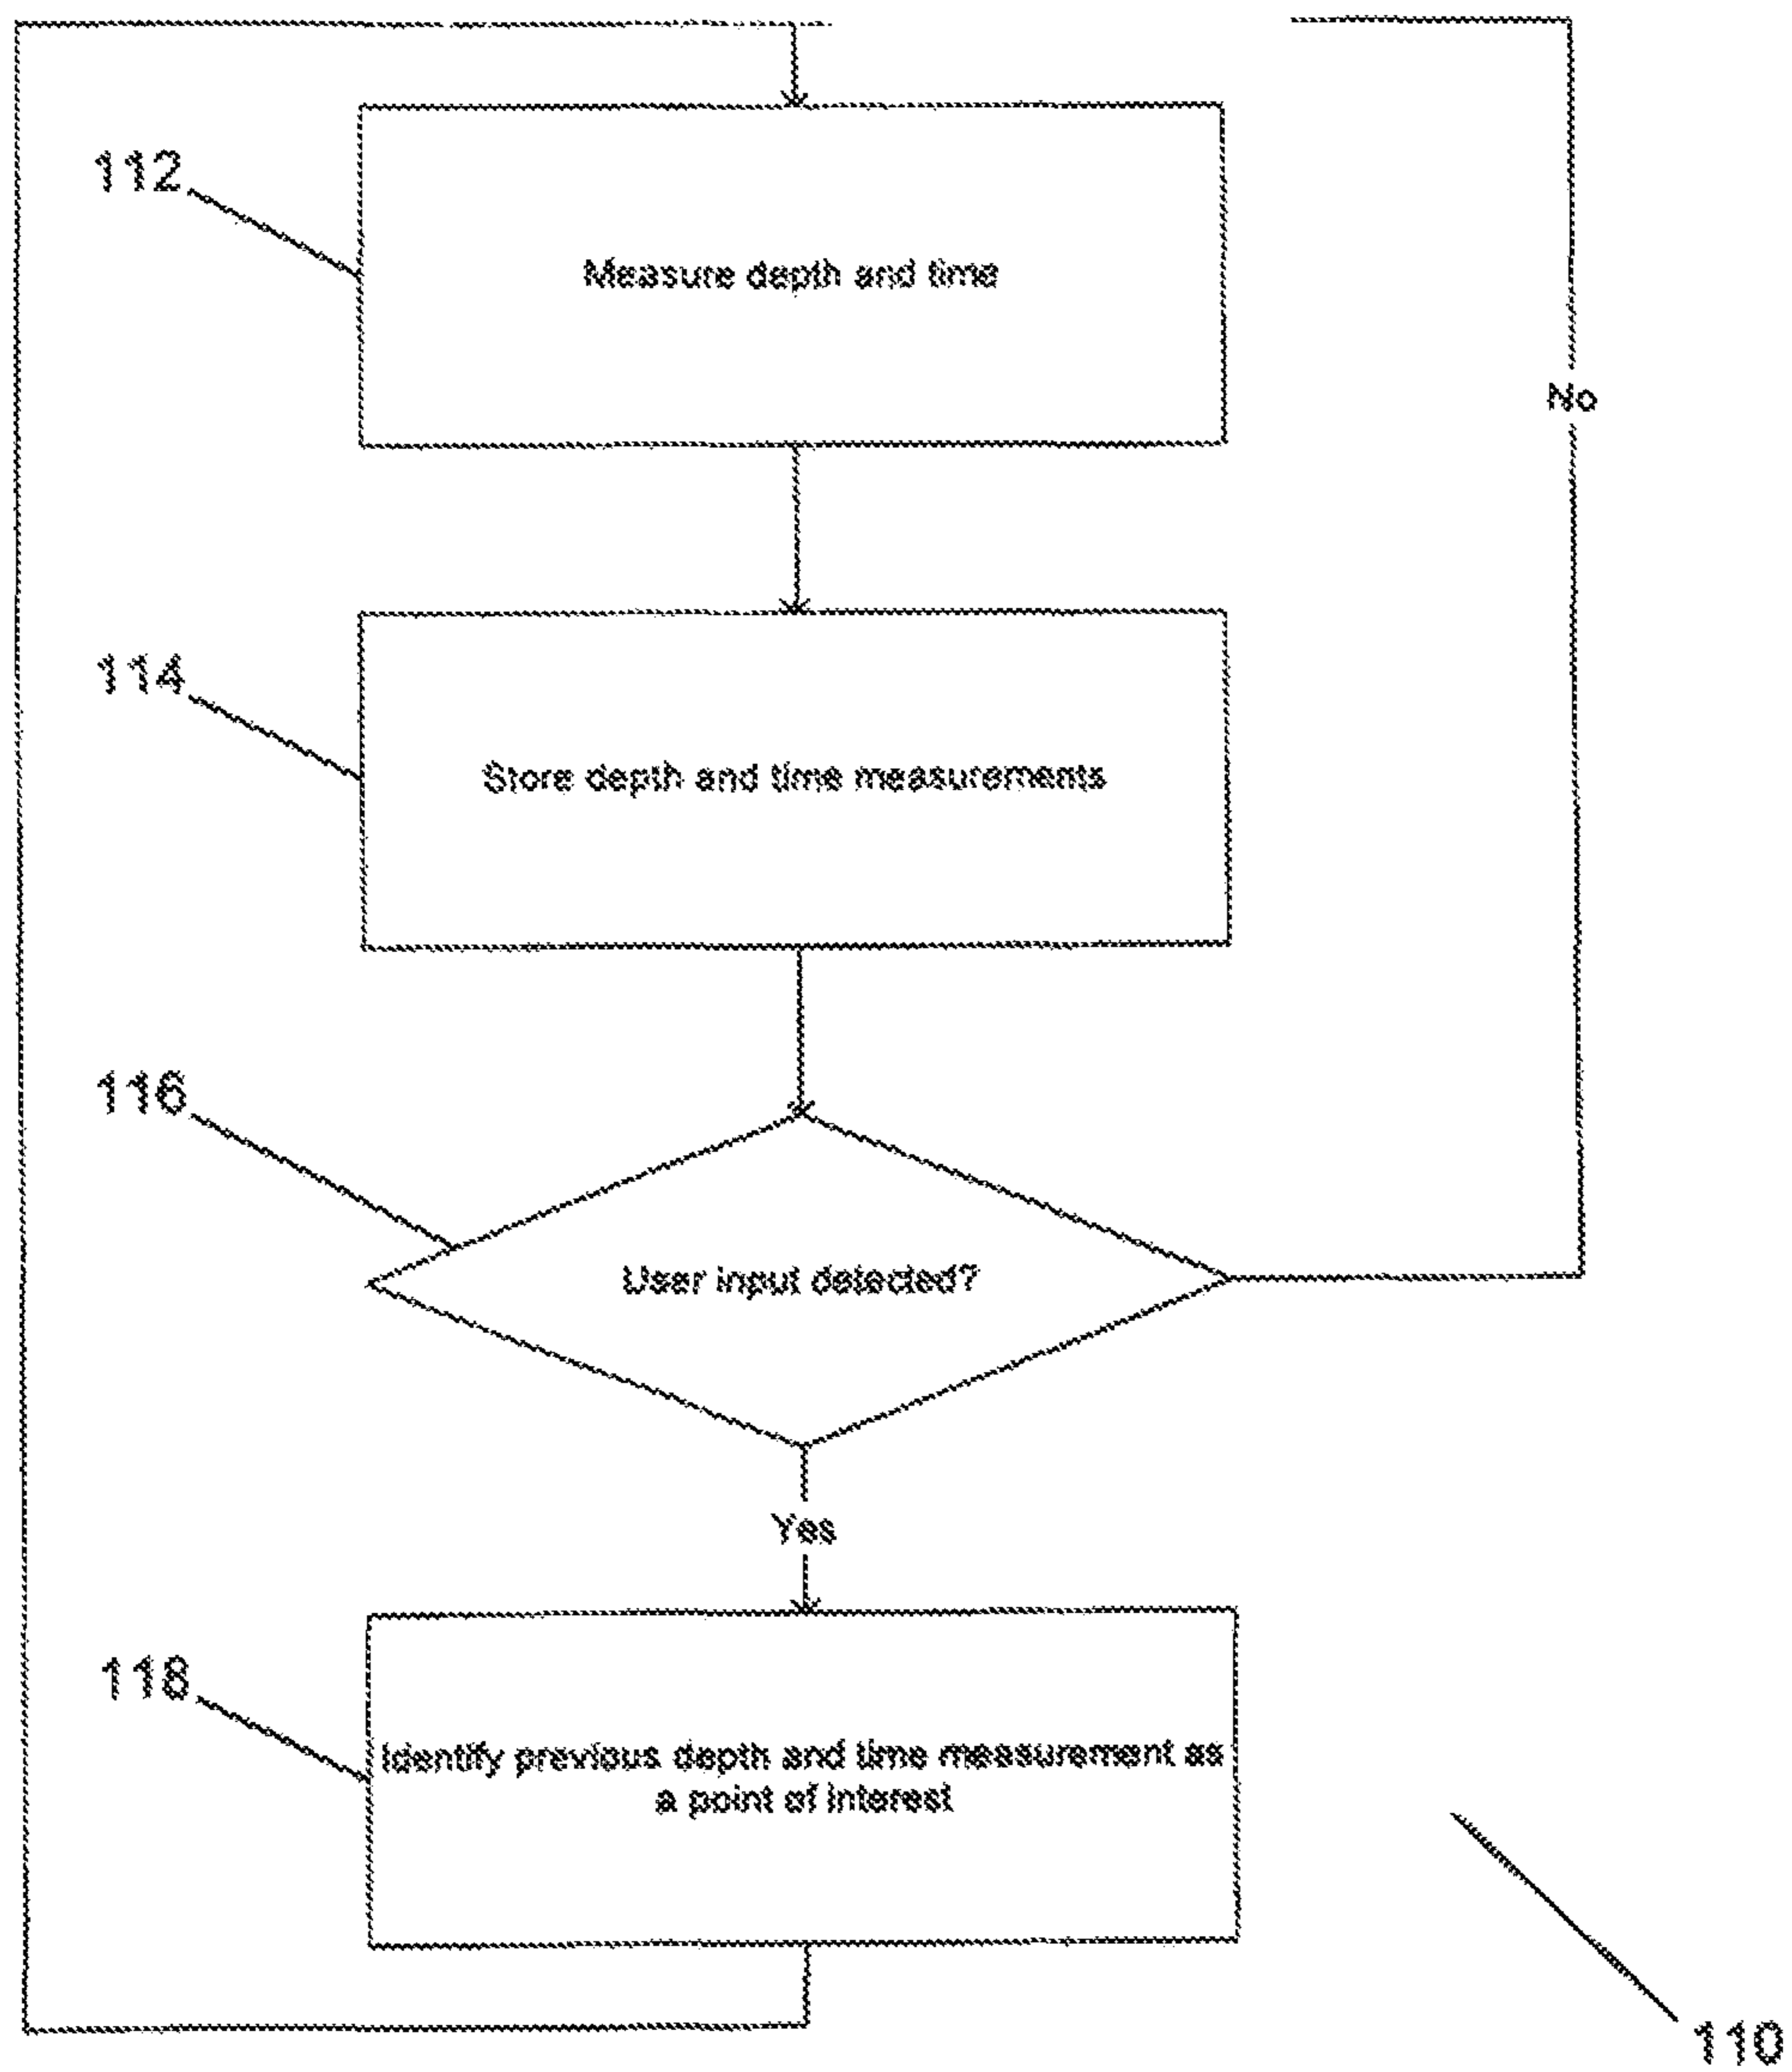 112
Measure depth and time
No
114
Store depth and time measurements
116
User input detected?
Yes
118
Identify previous depth and time measurement as
a point of interest
110